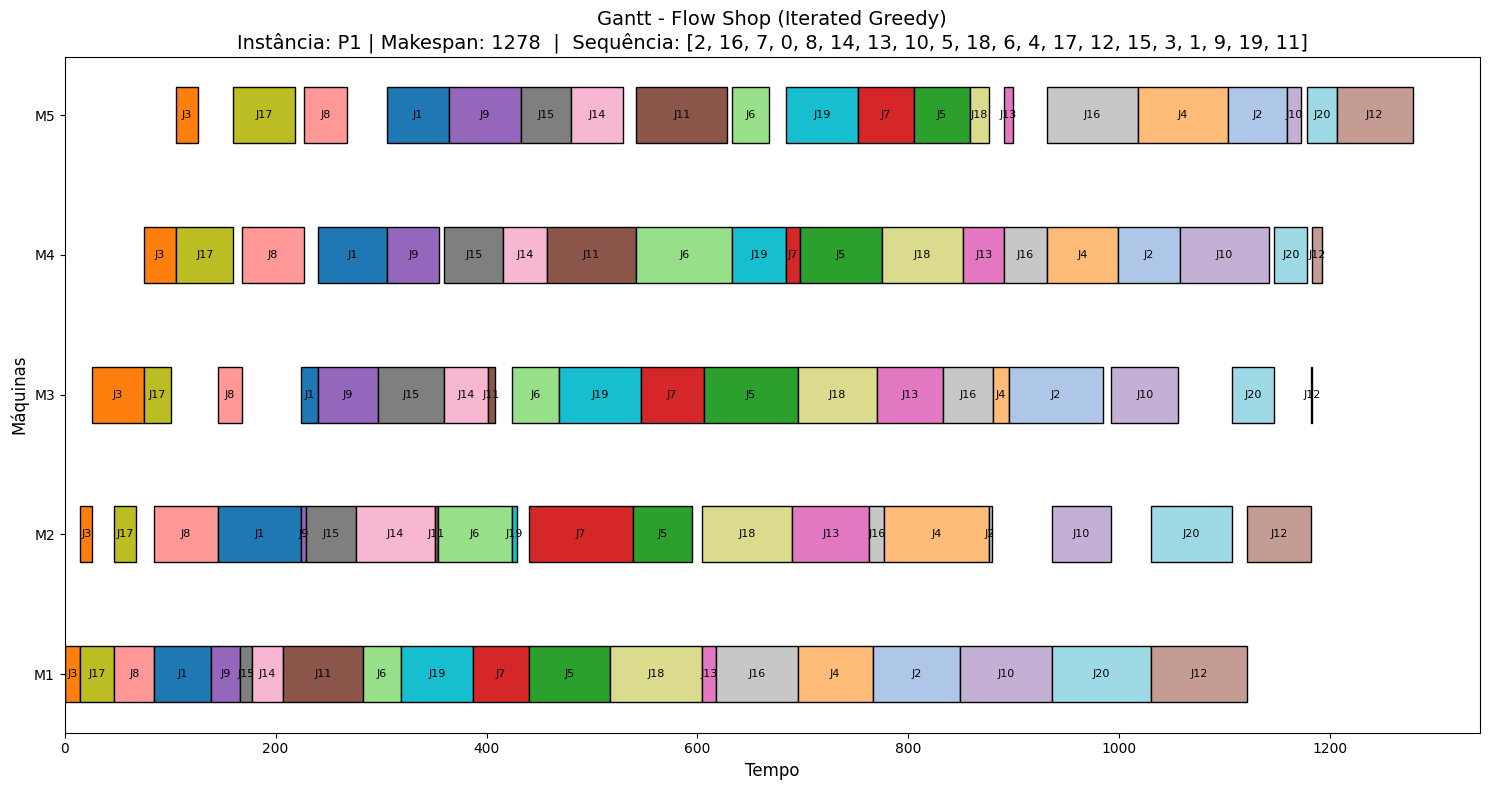 Gantt - Flow Shop (Iterated Greedy)
Instância: P1 | Makespan: 1278 | Sequência: [2, 16, 7, 0, 8, 14, 13, 10, 5, 18, 6, 4, 17, 12, 15, 3, 1, 9, 19, 11]
M5 J3 J17 J8 J1 J9 J15 J14 J11 J6 J19 J7 J5 J18 J13 J16 J4 J2 J10 J20 J12
M4 J3 J17 J8 J1 J9 J15 J14 J11 J6 J19 J7 J5 J18 J13 J16 J4 J2 J10 J20 J12
Máquinas
M3 J3 J17 J8 J1 J9 J15 J14 J11 J6 J19 J7 J5 J18 J13 J16 J4 J2 J10 J20 J12
M2 J3 J17 J8 J1 J9 J15 J14 J11 J6 J19 J7 J5 J18 J13 J16 J4 J2 J10 J20 J12
M1 J3 J17 J8 J1 J9 J15 J14 J11 J6 J19 J7 J5 J18 J13 J16 J4 J2 J10 J20 J12
0 200 400 600 800 1000 1200
Tempo